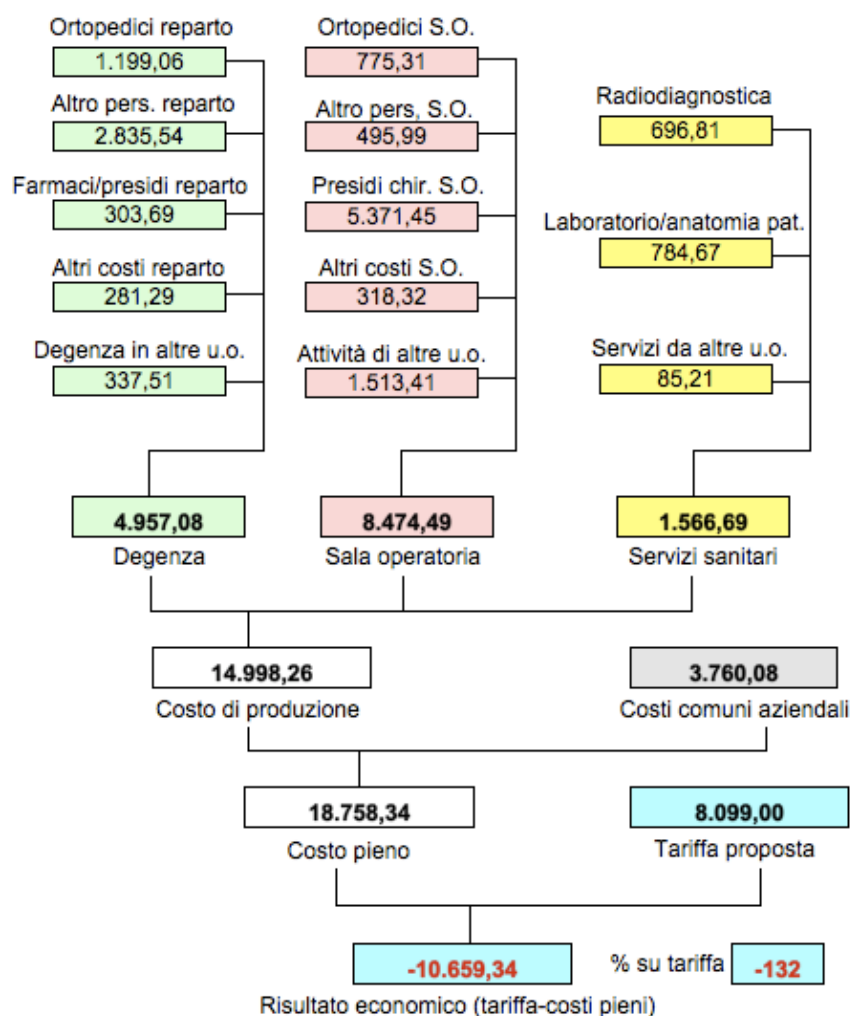 Ortopedici reparto
1.199,06
Altro pers. reparto
2.835,54
Farmaci/presidi reparto
303,69
Altri costi reparto
281,29
Degenza in altre u.o.
337,51
Ortopedici S.O.
775,31
Altro pers, S.O.
495,99
Presidi chir. S.O.
5.371,45
Altri costi S.O.
318,32
Attività di altre u.o.
1.513,41
Radiodiagnostica
696,81
Laboratorio/anatomia pat.
784,67
Servizi da altre u.o.
85,21
4.957,08
Degenza
8.474,49
Sala operatoria
1.566,69
Servizi sanitari
14.998,26
Costo di produzione
3.760,08
Costi comuni aziendali
18.758,34
Costo pieno
8.099,00
Tariffa proposta
-10.659,34
Risultato economico (tariffa-costi pieni)
% su tariffa
-132